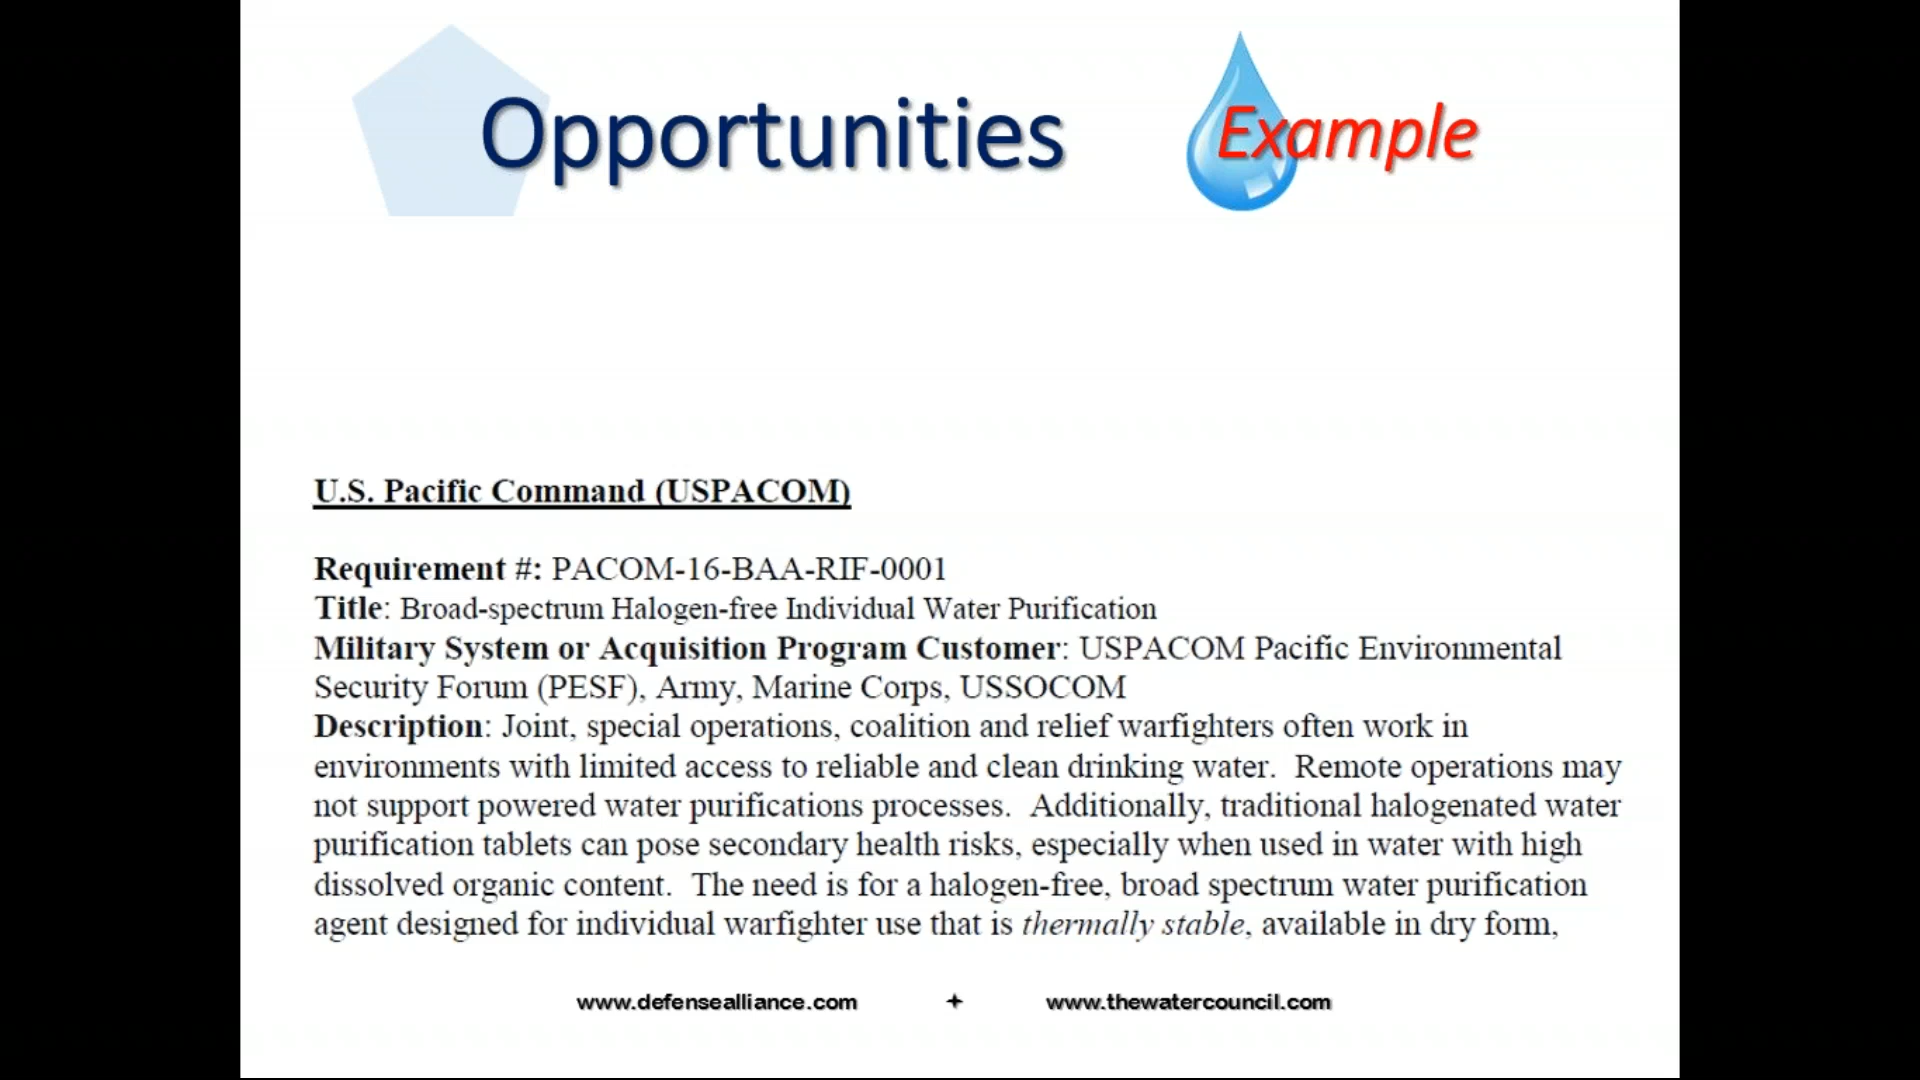 Opportunities
Example
U.S. Pacific Command (USPACOM)
Requirement #: PACOM-16-BAA-RIF-0001
Title: Broad-spectrum Halogen-free Individual Water Purification
Military System or Acquisition Program Customer: USPACOM Pacific Environmental
Security Forum (PESF), Army, Marine Corps, USSOCOM
Description: Joint, special operations, coalition and relief warfighters often work in
environments with limited access to reliable and clean drinking water.  Remote operations may
not support powered water purifications processes.  Additionally, traditional halogenated water
purification tablets can pose secondary health risks, especially when used in water with high
dissolved organic content.  The need is for a halogen-free, broad spectrum water purification
agent designed for individual warfighter use that is thermally stable, available in dry form,
www.defensealliance.com + www.thewatercouncil.com